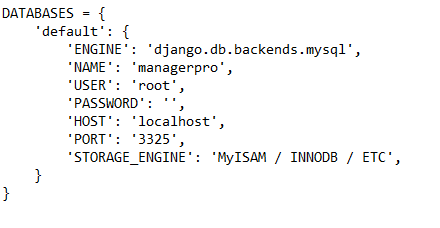 DATABASES = {
    'default': {
        'ENGINE': 'django.db.backends.mysql',
        'NAME': 'managerpro',
        'USER': 'root',
        'PASSWORD': '',
        'HOST': 'localhost',
        'PORT': '3325',
        'STORAGE_ENGINE': 'MyISAM / INNODB / ETC',
    }
}